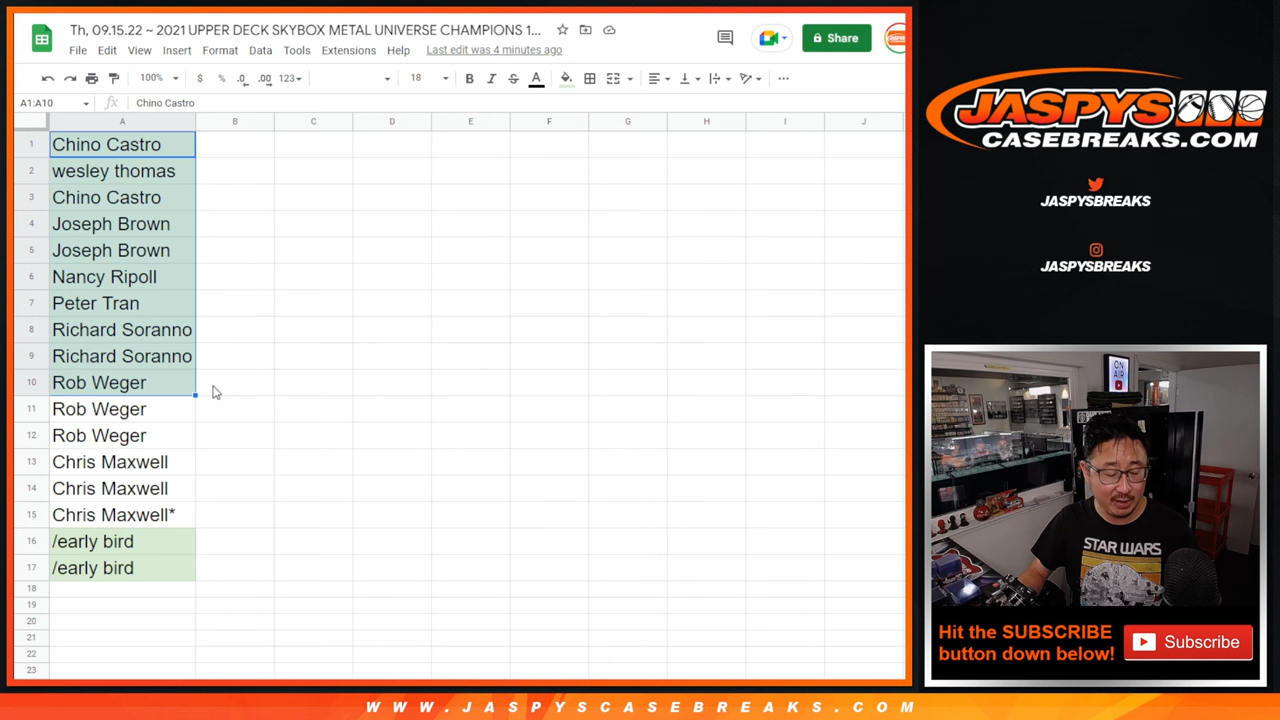 Th, 09.15.22 ~ 2021 UPPER DECK SKYBOX METAL UNIVERSE CHAMPIONS 1...
Share
File Edit View Insert Format Data Tools Extensions Help Last edit was 4 minutes ago
100% $ % .0 .00 123 18 B I S A
A1:A10 fx Chino Castro
A B C D E F G H I J
1 Chino Castro
2 wesley thomas
3 Chino Castro
4 Joseph Brown
5 Joseph Brown
6 Nancy Ripoll
7 Peter Tran
8 Richard Soranno
9 Richard Soranno
10 Rob Weger
11 Rob Weger
12 Rob Weger
13 Chris Maxwell
14 Chris Maxwell
15 Chris Maxwell*
16 /early bird
17 /early bird
18
19
20
21
22
23
JASPYS
CASEBREAKS.COM
JASPYSBREAKS
JASPYSBREAKS
ON
AIR
STAR WARS
Hit the SUBSCRIBE
button down below!
Subscribe
WWW.JASPYSCASEBREAKS.COM